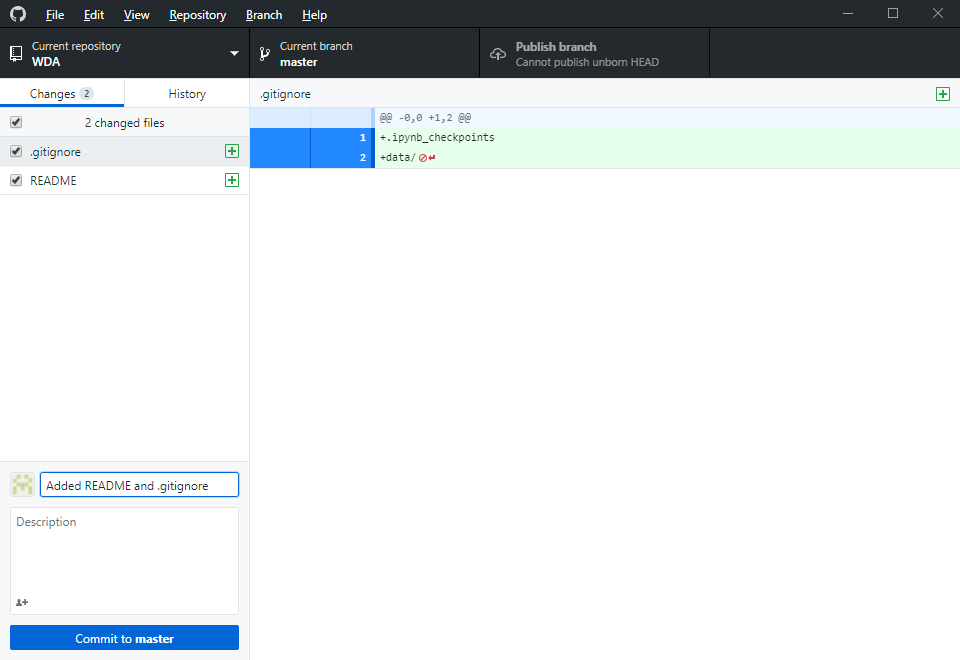 File Edit View Repository Branch Help
Current repository
WDA
Current branch
master
Publish branch
Cannot publish unborn HEAD
Changes 2
History
2 changed files
.gitignore
README
.gitignore
@@ -0,0 +1,2 @@
1 +.ipynb_checkpoints
2 +data/
Added README and .gitignore
Description
Commit to master